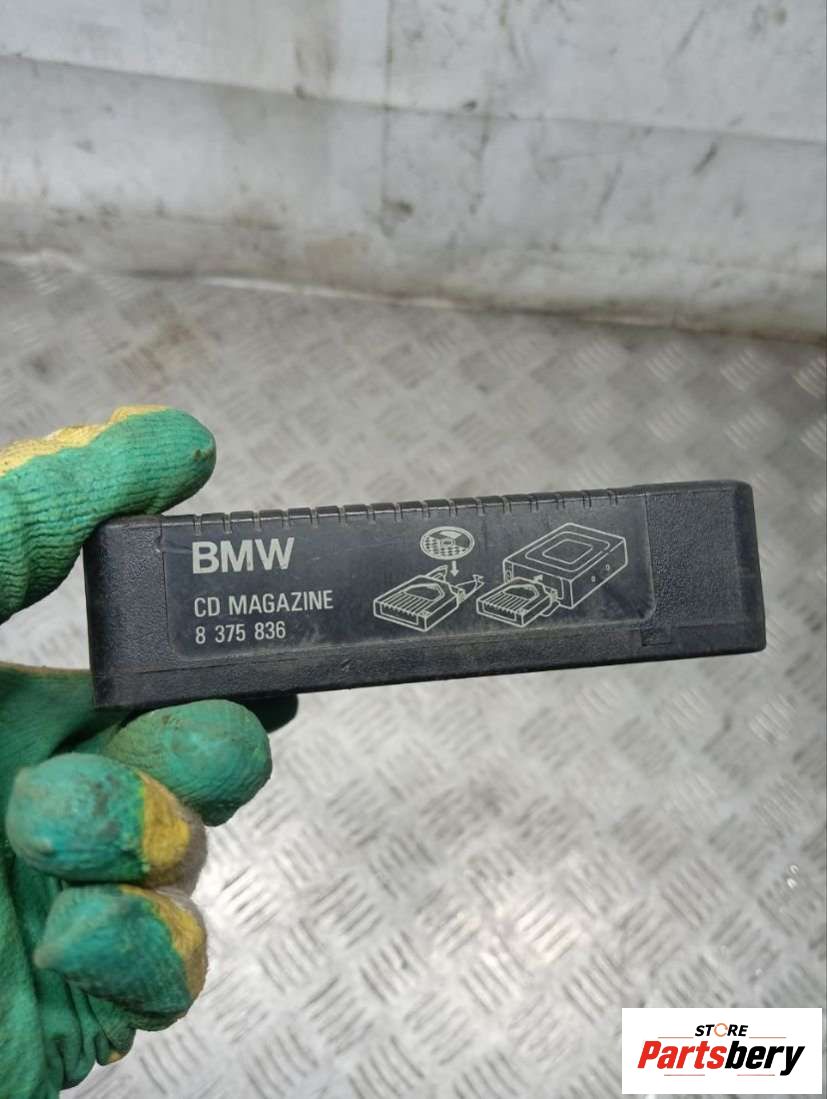 BMW
CD MAGAZINE
8 375 836
STORE
Partsbery